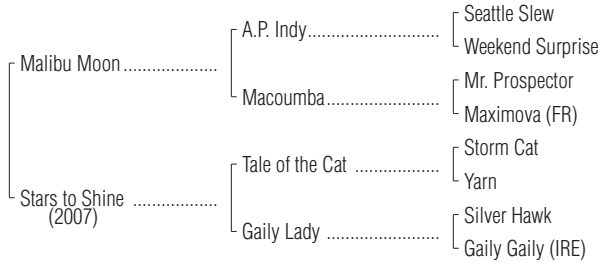 Seattle Slew
A.P. Indy
Weekend Surprise
Malibu Moon
Mr. Prospector
Macoumba
Maximova (FR)
Storm Cat
Tale of the Cat
Yarn
Stars to Shine
(2007)
Silver Hawk
Gaily Lady
Gaily Gaily (IRE)